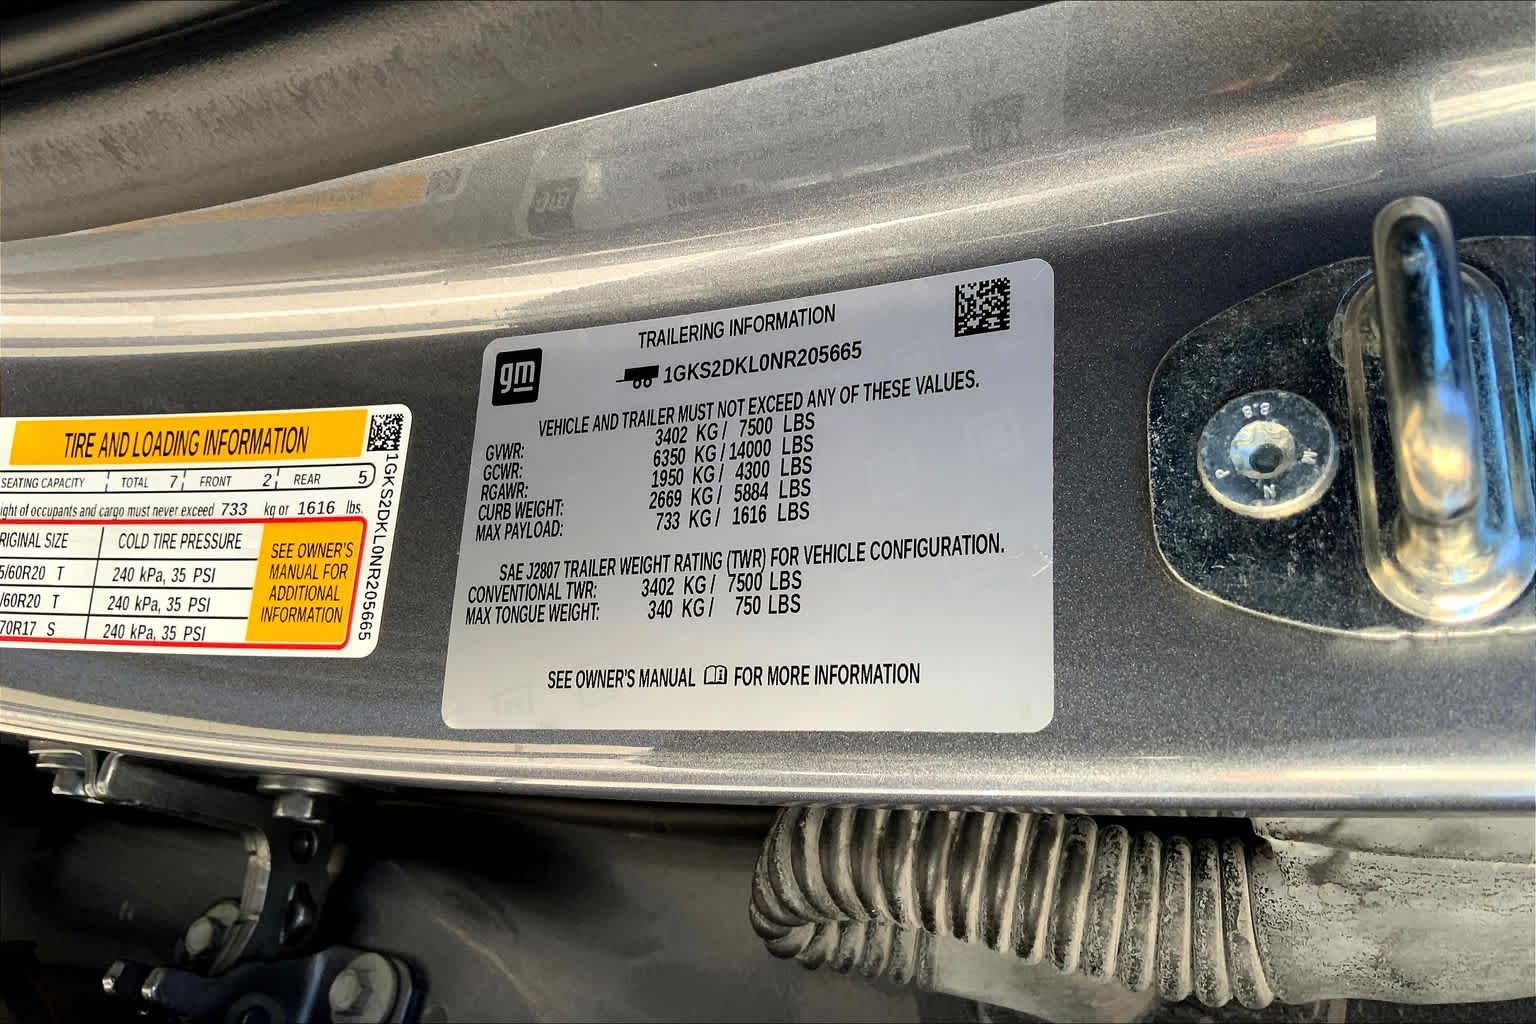 TIRE AND LOADING INFORMATION
SEATING CAPACITY TOTAL 7 FRONT 2 REAR 5
of occupants and cargo must never exceed 733 kg or 1616 lbs.
SIZE COLD TIRE PRESSURE
/60R20 T 240 kPa, 35 PSI
/60R20 T 240 kPa, 35 PSI
70R17 S 240 kPa, 35 PSI
SEE OWNER'S
MANUAL FOR
ADDITIONAL
INFORMATION
1GKS2DKL0NR205665
gm
TRAILERING INFORMATION
1GKS2DKL0NR205665
VEHICLE AND TRAILER MUST NOT EXCEED ANY OF THESE VALUES.
GVWR: 3402 KG / 7500 LBS
GCWR: 6350 KG / 14000 LBS
RGAWR: 1950 KG / 4300 LBS
CURB WEIGHT: 2669 KG / 5884 LBS
MAX PAYLOAD: 733 KG / 1616 LBS
SAE J2807 TRAILER WEIGHT RATING (TWR) FOR VEHICLE CONFIGURATION.
CONVENTIONAL TWR: 3402 KG / 7500 LBS
MAX TONGUE WEIGHT: 340 KG / 750 LBS
SEE OWNER'S MANUAL FOR MORE INFORMATION
8.8